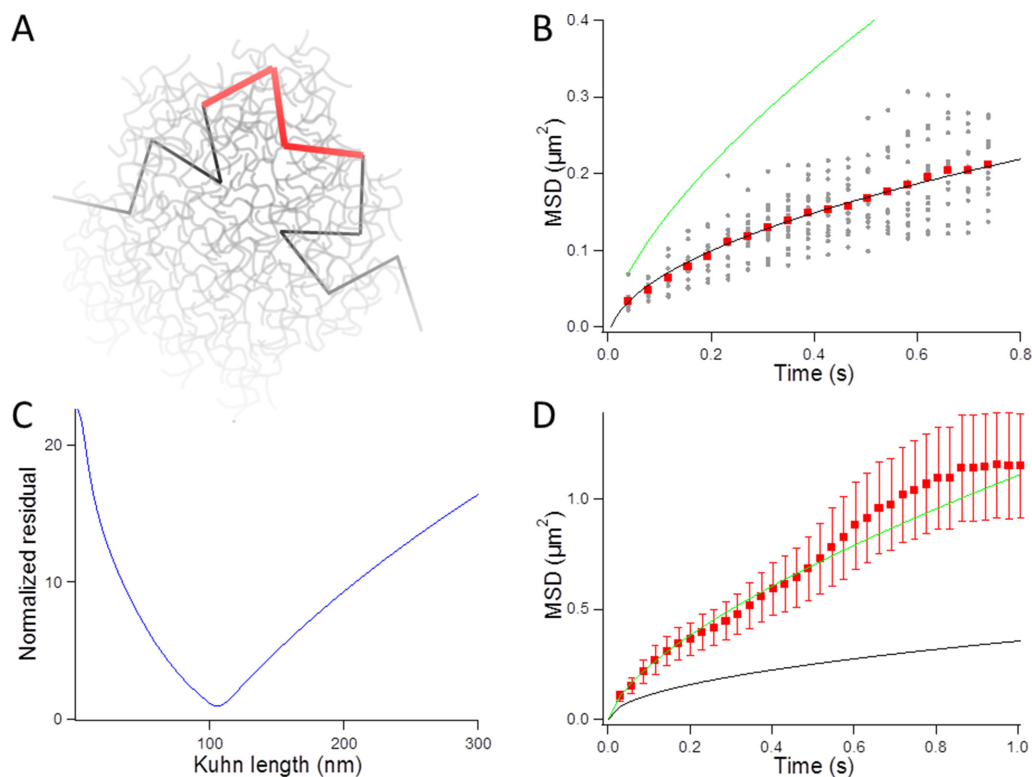 A
B
MSD (µm²)
0.4
0.3
0.2
0.1
0.0
0.0 0.2 0.4 0.6 0.8
Time (s)
C
Normalized residual
20
10
0
100 200 300
Kuhn length (nm)
D
MSD (µm²)
1.0
0.5
0.0
0.0 0.2 0.4 0.6 0.8 1.0
Time (s)